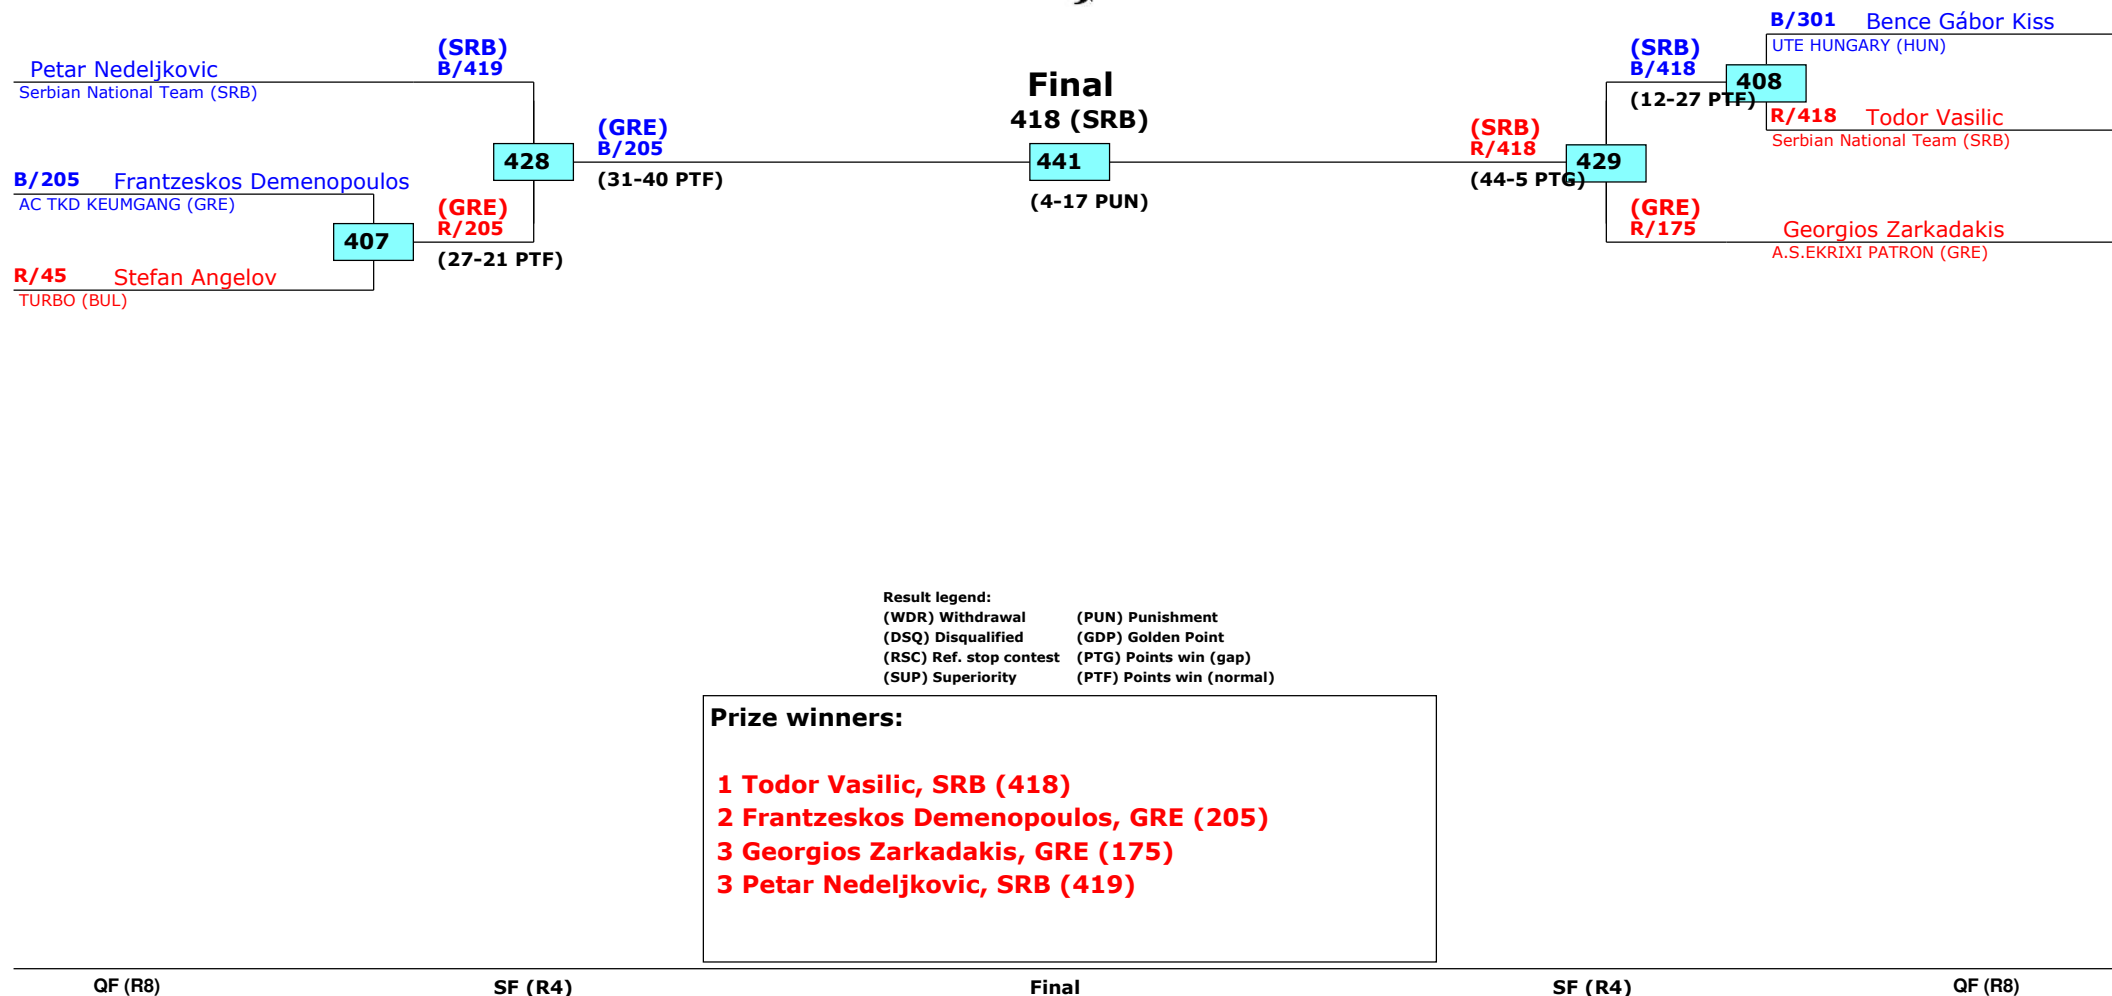 B/301 Bence Gábor Kiss
UTE HUNGARY (HUN)
(SRB)
B/419
(SRB)
B/418
Petar Nedeljkovic
Serbian National Team (SRB)
Final
418 (SRB)
408
(12-27 PTF)
R/418 Todor Vasilic
Serbian National Team (SRB)
(GRE)
B/205
(SRB)
R/418
428
441
429
(31-40 PTF)
(44-5 PTG)
(4-17 PUN)
B/205 Frantzeskos Demenopoulos
AC TKD KEUMGANG (GRE)
(GRE)
R/205
(GRE)
R/175
407
(27-21 PTF)
Georgios Zarkadakis
A.S.EKRIXI PATRON (GRE)
R/45 Stefan Angelov
TURBO (BUL)
Result legend:
(WDR) Withdrawal (PUN) Punishment
(DSQ) Disqualified (GDP) Golden Point
(RSC) Ref. stop contest (PTG) Points win (gap)
(SUP) Superiority (PTF) Points win (normal)
Prize winners:
1 Todor Vasilic, SRB (418)
2 Frantzeskos Demenopoulos, GRE (205)
3 Georgios Zarkadakis, GRE (175)
3 Petar Nedeljkovic, SRB (419)
QF (R8) SF (R4) Final SF (R4) QF (R8)